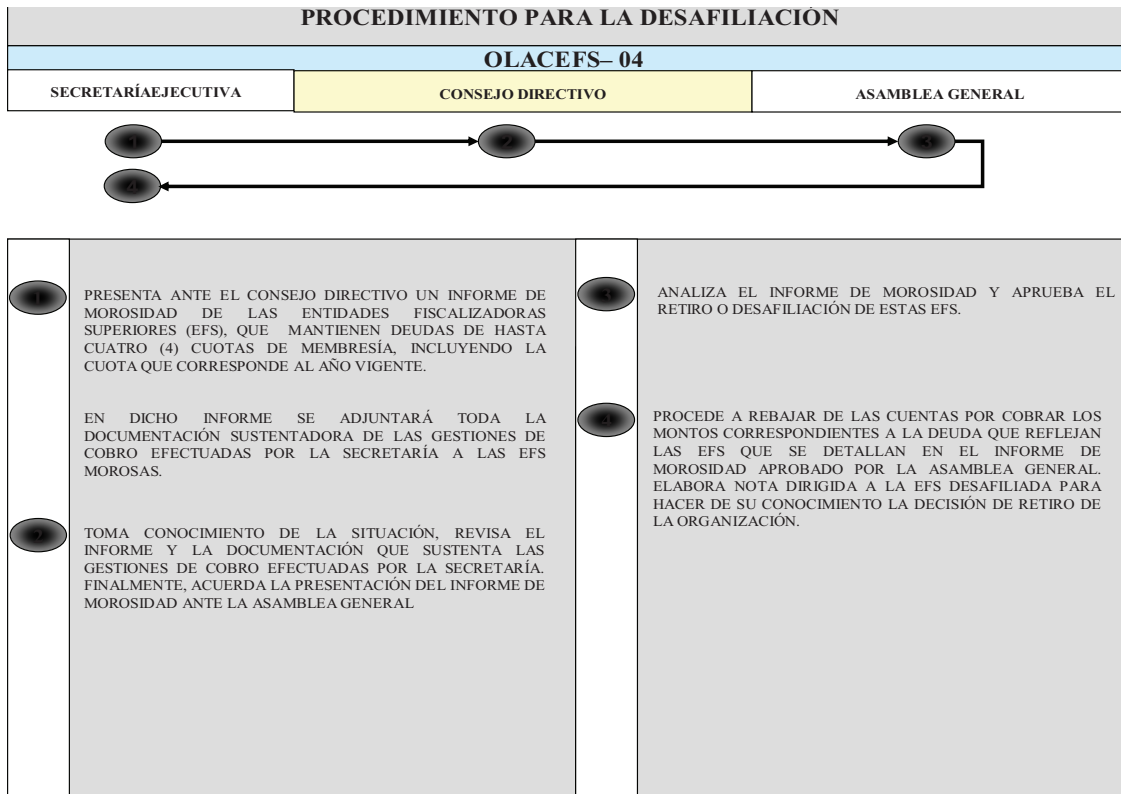 PROCEDIMIENTO PARA LA DESAFILIACIÓN
OLACEFS– 04
SECRETARÍAEJECUTIVA
CONSEJO DIRECTIVO
ASAMBLEA GENERAL
1
2
3
4
1
PRESENTA ANTE EL CONSEJO DIRECTIVO UN INFORME DE
MOROSIDAD DE LAS ENTIDADES FISCALIZADORAS
SUPERIORES (EFS), QUE MANTIENEN DEUDAS DE HASTA
CUATRO (4) CUOTAS DE MEMBRESÍA, INCLUYENDO LA
CUOTA QUE CORRESPONDE AL AÑO VIGENTE.
EN DICHO INFORME SE ADJUNTARÁ TODA LA
DOCUMENTACIÓN SUSTENTADORA DE LAS GESTIONES DE
COBRO EFECTUADAS POR LA SECRETARÍA A LAS EFS
MOROSAS.
2
TOMA CONOCIMIENTO DE LA SITUACIÓN, REVISA EL
INFORME Y LA DOCUMENTACIÓN QUE SUSTENTA LAS
GESTIONES DE COBRO EFECTUADAS POR LA SECRETARÍA.
FINALMENTE, ACUERDA LA PRESENTACIÓN DEL INFORME DE
MOROSIDAD ANTE LA ASAMBLEA GENERAL
3
ANALIZA EL INFORME DE MOROSIDAD Y APRUEBA EL
RETIRO O DESAFILIACIÓN DE ESTAS EFS.
4
PROCEDE A REBAJAR DE LAS CUENTAS POR COBRAR LOS
MONTOS CORRESPONDIENTES A LA DEUDA QUE REFLEJAN
LAS EFS QUE SE DETALLAN EN EL INFORME DE
MOROSIDAD APROBADO POR LA ASAMBLEA GENERAL.
ELABORA NOTA DIRIGIDA A LA EFS DESAFILIADA PARA
HACER DE SU CONOCIMIENTO LA DECISIÓN DE RETIRO DE
LA ORGANIZACIÓN.